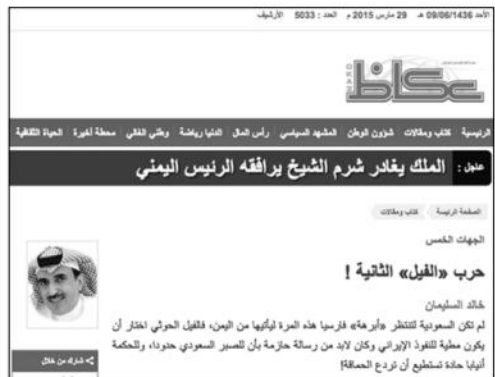 الأحد 09/06/1436 هـ 29 مارس 2015 م العدد : 5033 الأرشيف
عكاظ
OKAZ
الرئيسية كتاب ومقالات شؤون الوطن المشهد السياسي رأس المال الدنيا رياضة وطني الغالي محطة أخيرة الحياة الثقافية
عاجل : الملك يغادر شرم الشيخ يرافقه الرئيس اليمني
الصفحة الرئيسة كتاب ومقالات
الجهات الخمس
حرب «الفيل» الثانية !
خالد السليمان
لم تكن السعودية لتنتظر «أبرهة» فارسيا هذه المرة ليأتيها من اليمن، فالفيل الحوثي اختار أن
يكون مطية للنفوذ الإيراني وكان لابد من رسالة حازمة بأن للصبر السعودي حدودا، وللحكمة
أنيابا حادة تستطيع أن تردع الحماقة!
شارك من خلال